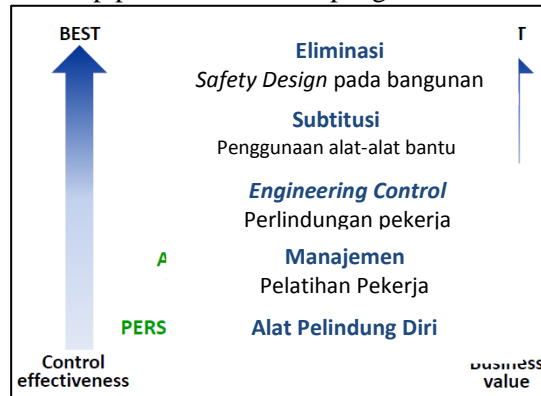 BEST
T
Eliminasi
Safety Design pada bangunan
Subtitusi
Penggunaan alat-alat bantu
Engineering Control
Perlindungan pekerja
A
Manajemen
Pelatihan Pekerja
PERS
Alat Pelindung Diri
Control
effectiveness
Business
value